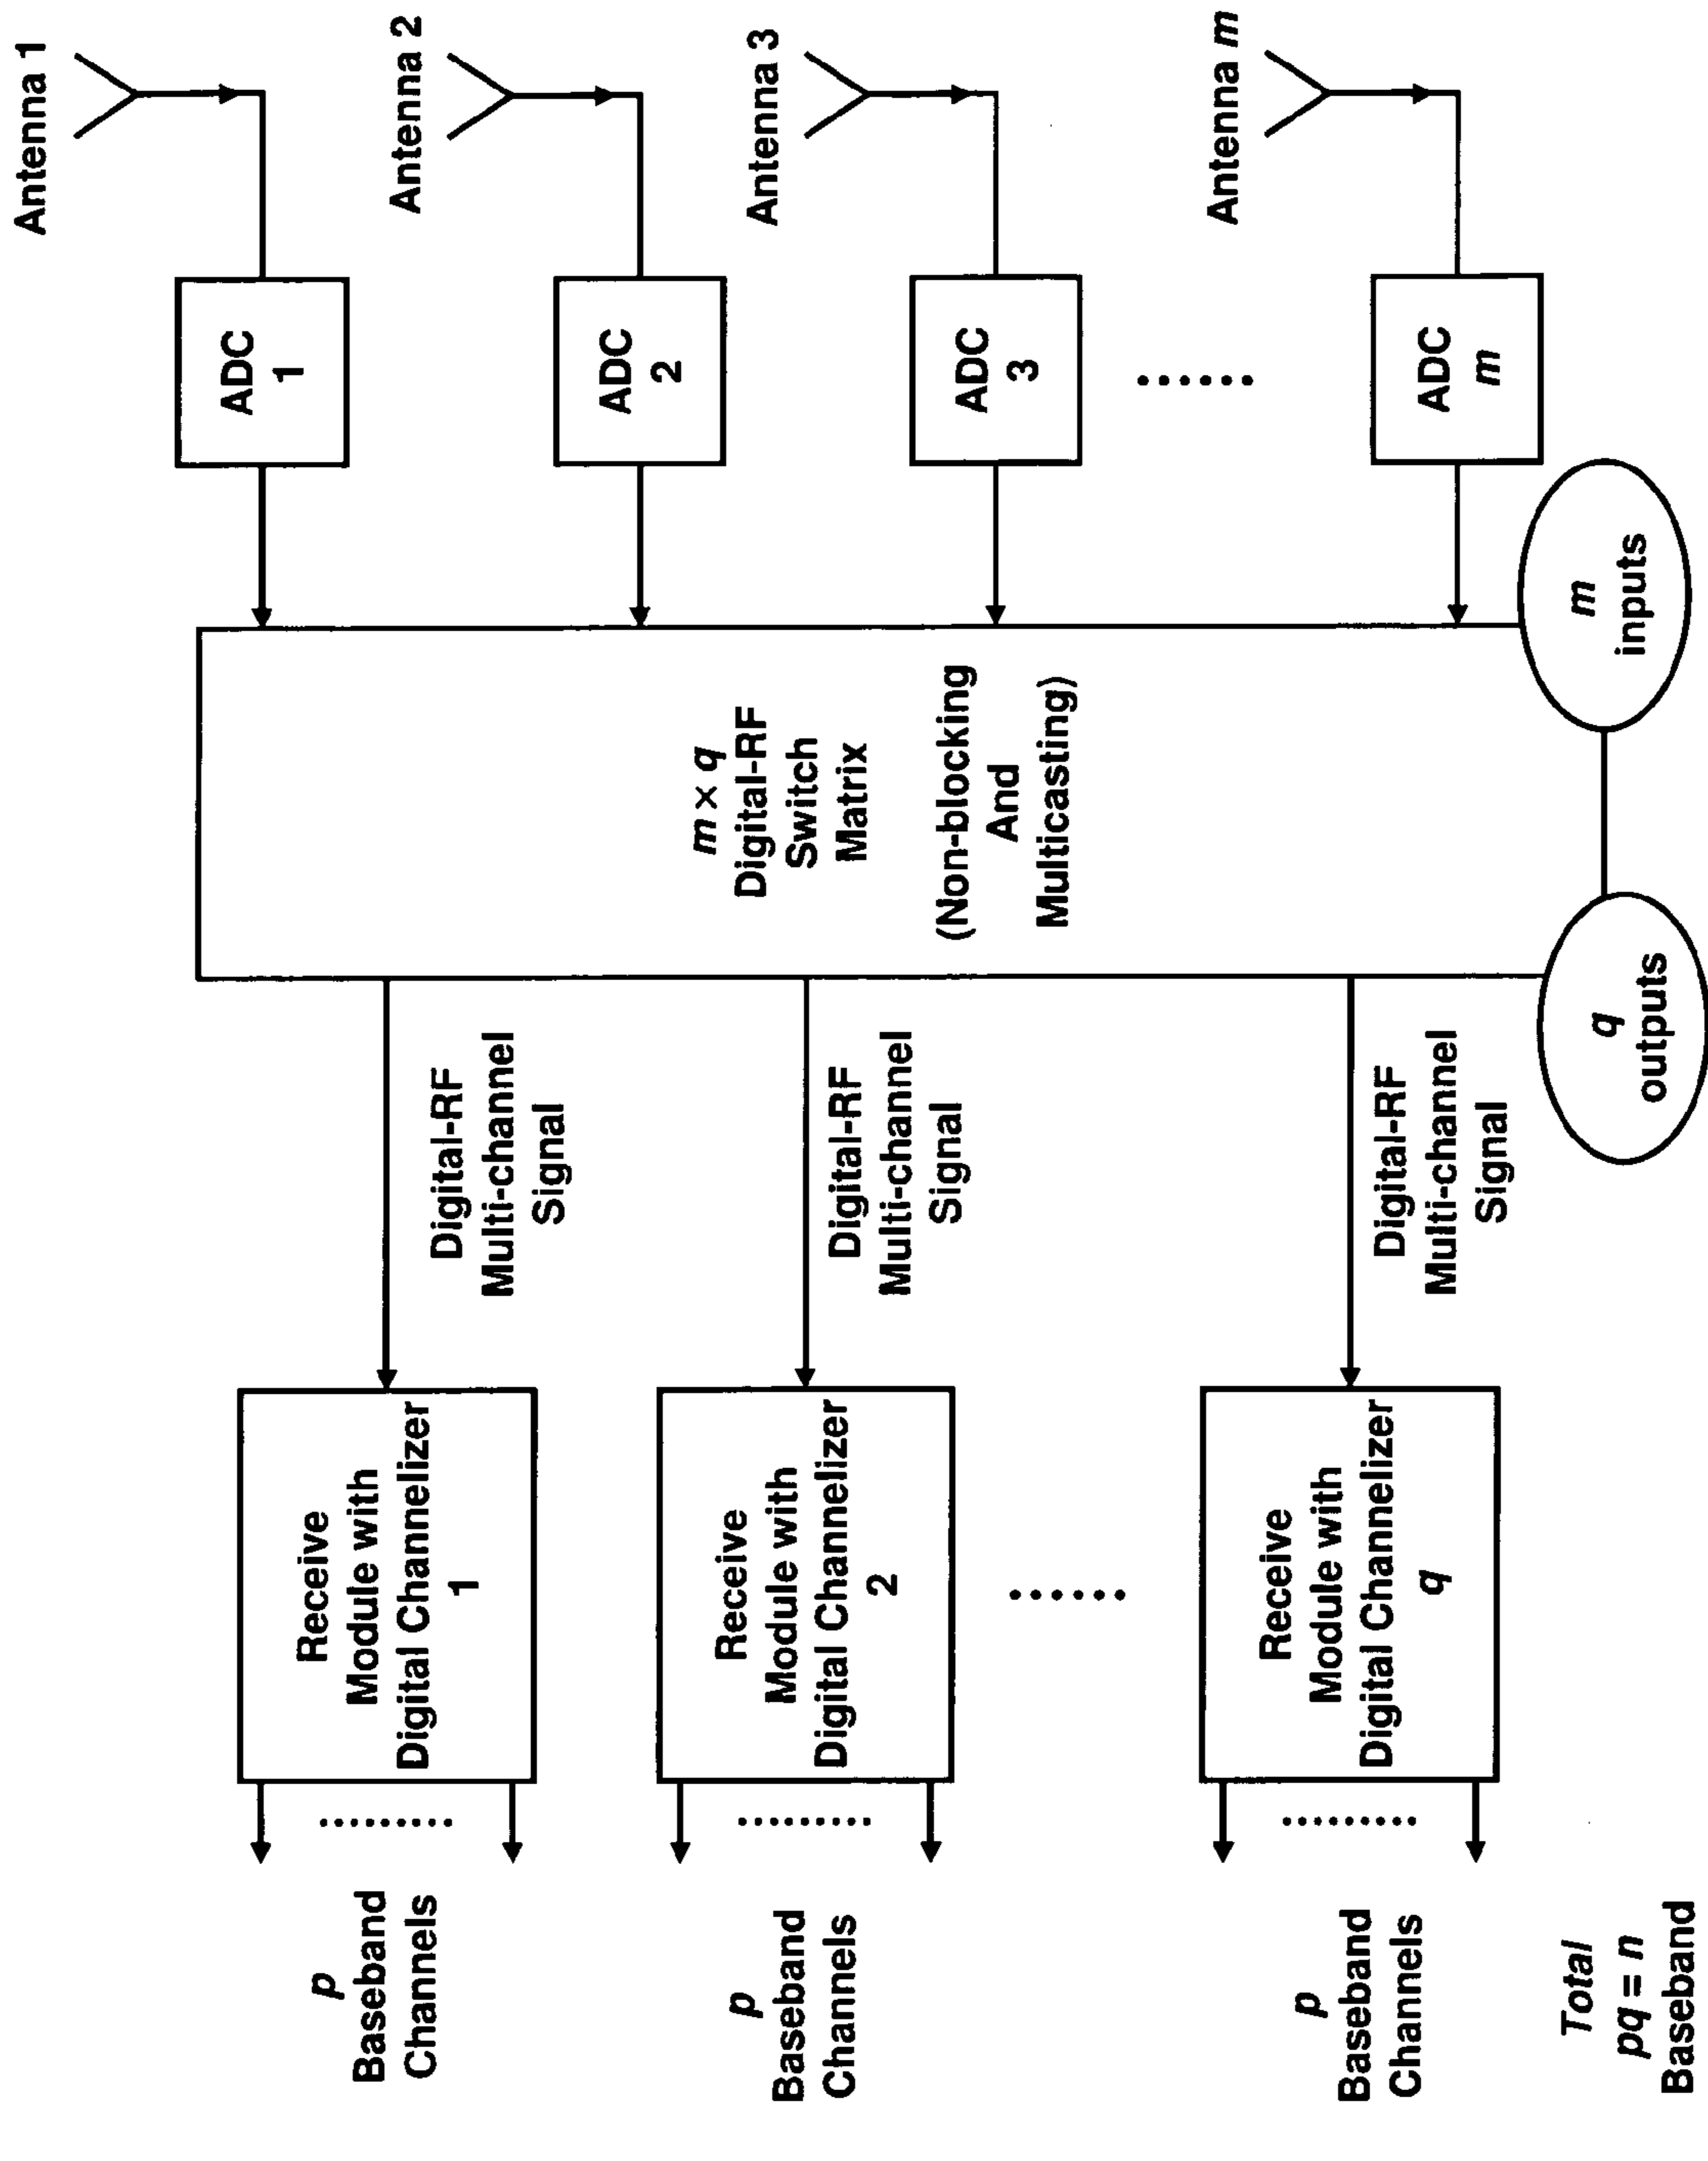 Antenna 1
ADC
1
p
Baseband
Channels
Receive
Module with
Digital Channelizer
1
Digital-RF
Multi-channel
Signal
Antenna 2
ADC
2
m × q
Digital-RF
Switch
Matrix
(Non-blocking
And
Multicasting)
p
Baseband
Channels
Receive
Module with
Digital Channelizer
2
Digital-RF
Multi-channel
Signal
Antenna 3
ADC
3
Antenna m
ADC
m
p
Baseband
Channels
Receive
Module with
Digital Channelizer
q
Digital-RF
Multi-channel
Signal
Total
pq = n
Baseband
q
outputs
m
inputs